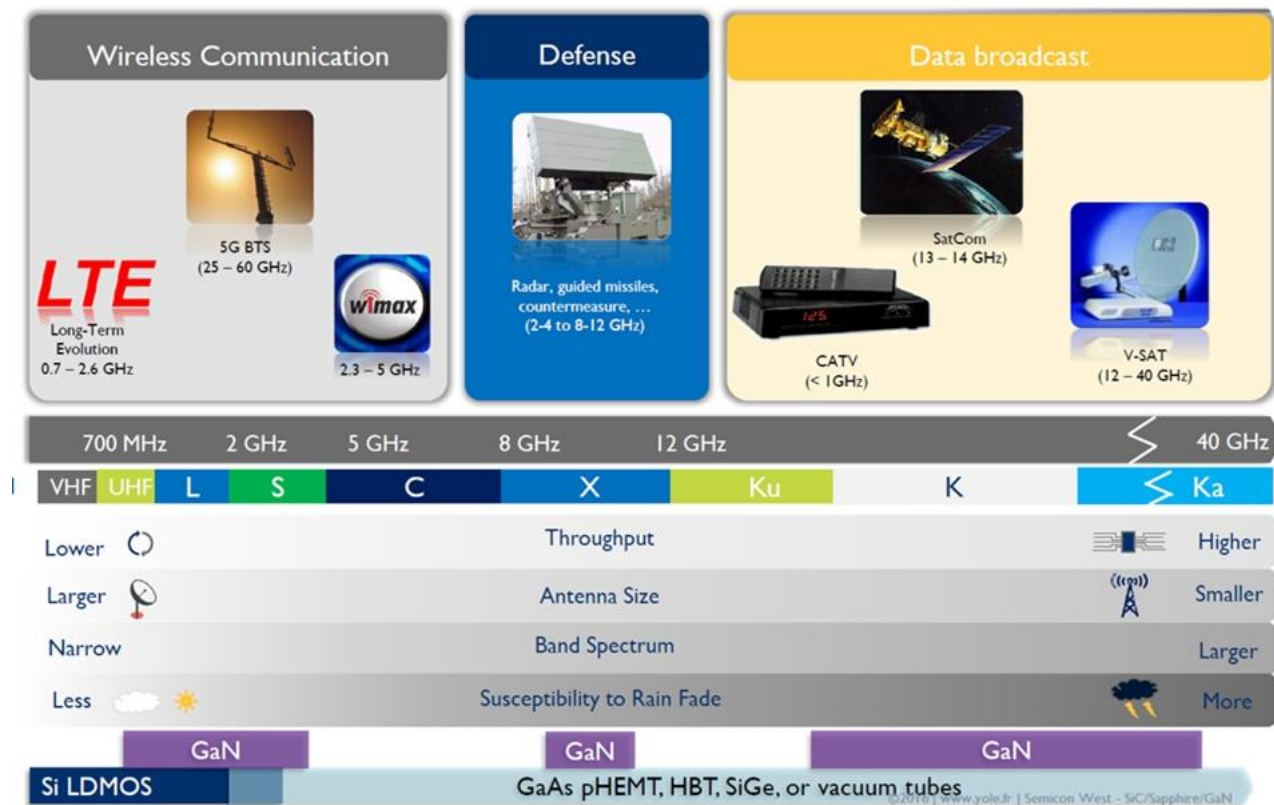 Wireless Communication
Defense
Data broadcast
5G BTS
(25 – 60 GHz)
LTE
Long-Term
Evolution
0.7 – 2.6 GHz
wimax
2.3 – 5 GHz
Radar, guided missiles,
countermeasure, ...
(2-4 to 8-12 GHz)
SatCom
(13 – 14 GHz)
125
CATV
(< 1GHz)
V-SAT
(12 – 40 GHz)
700 MHz 2 GHz 5 GHz 8 GHz 12 GHz 40 GHz
VHF UHF L S C X Ku K Ka
Lower Throughput Higher
Larger Antenna Size Smaller
Narrow Band Spectrum Larger
Less Susceptibility to Rain Fade More
GaN GaN GaN
Si LDMOS GaAs pHEMT, HBT, SiGe, or vacuum tubes
©2016 | www.yole.fr | Semicon West - SiC/Sapphire/GaN